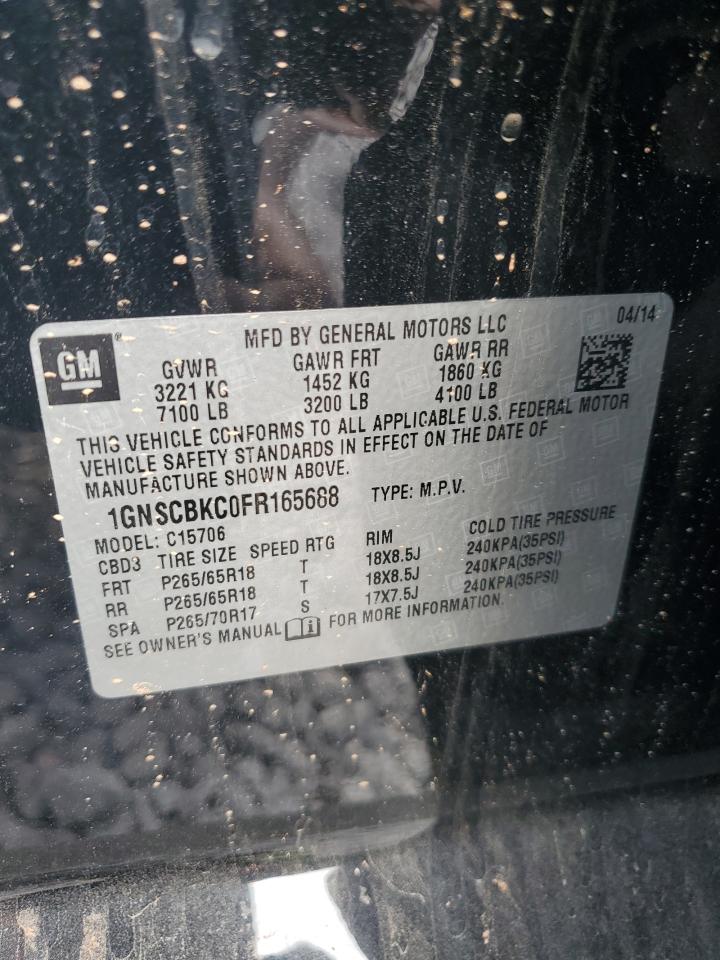 GM
MFD BY GENERAL MOTORS LLC
04/14
GVWR GAWR FRT GAWR RR
3221 KG 1452 KG 1860 KG
7100 LB 3200 LB 4100 LB
THIS VEHICLE CONFORMS TO ALL APPLICABLE U.S. FEDERAL MOTOR
VEHICLE SAFETY STANDARDS IN EFFECT ON THE DATE OF
MANUFACTURE SHOWN ABOVE.
1GNSCBKC0FR165688 TYPE: M.P.V.
MODEL: C15706
CBD3 TIRE SIZE SPEED RTG RIM COLD TIRE PRESSURE
FRT P265/65R18 T 18X8.5J 240KPA(35PSI)
RR P265/65R18 T 18X8.5J 240KPA(35PSI)
SPA P265/70R17 S 17X7.5J 240KPA(35PSI)
SEE OWNER'S MANUAL FOR MORE INFORMATION.